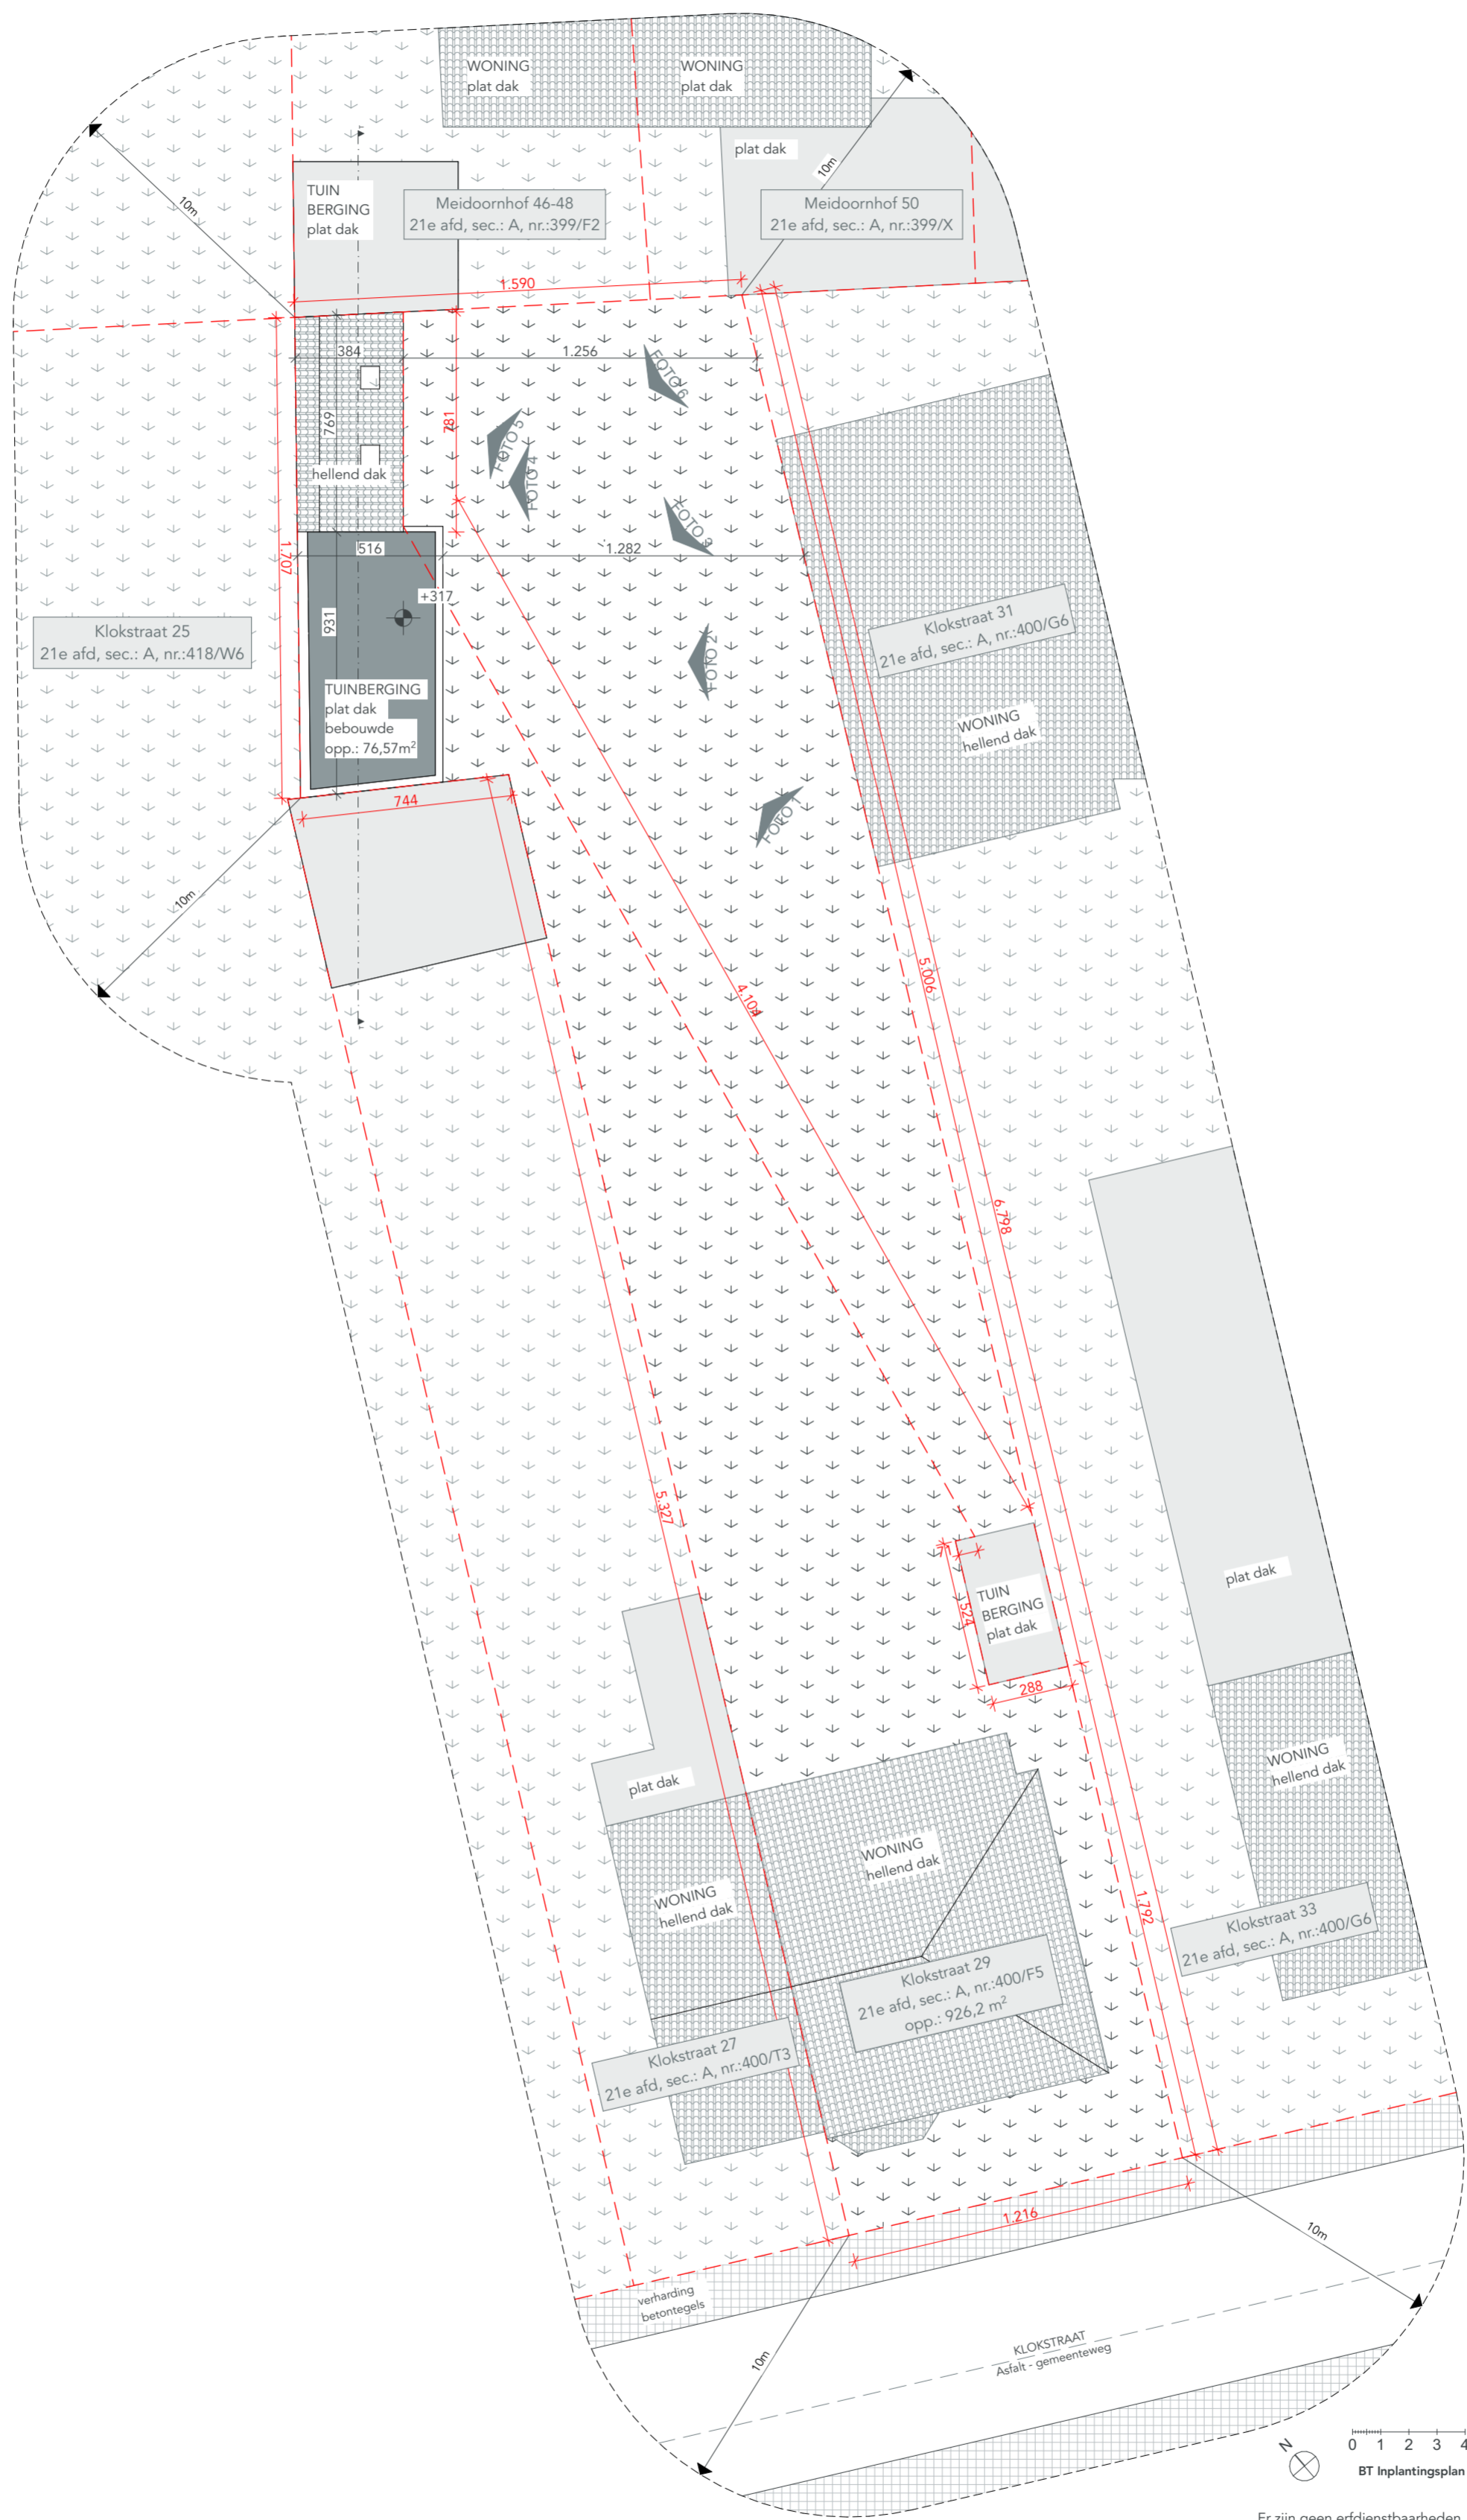 WONING
plat dak
WONING
plat dak
plat dak
10m
10m
TUIN
BERGING
plat dak
Meidoornhof 46-48
21e afd, sec.: A, nr.:399/F2
Meidoornhof 50
21e afd, sec.: A, nr.:399/X
1.590
384
1.256
769
781
hellend dak
FOTO 6
FOTO 5
FOTO 4
FOTO 3
516
1.282
1.707
+317
931
Klokstraat 25
21e afd, sec.: A, nr.:418/W6
Klokstraat 31
21e afd, sec.: A, nr.:400/G6
FOTO 2
TUINBERGING
plat dak
bebouwde
opp.: 76,57m²
WONING
hellend dak
744
FOTO 1
10m
5.006
4.104
6.798
5.327
71
524
TUIN
BERGING
plat dak
288
plat dak
plat dak
WONING
hellend dak
WONING
hellend dak
WONING
hellend dak
1.792
Klokstraat 33
21e afd, sec.: A, nr.:400/G6
Klokstraat 29
21e afd, sec.: A, nr.:400/F5
opp.: 926,2 m²
Klokstraat 27
21e afd, sec.: A, nr.:400/T3
1.216
10m
verharding
betontegels
KLOKSTRAAT
Asfalt - gemeenteweg
10m
N
0 1 2 3 4
BT Inplantingsplan
Er zijn geen erfdienstbaarheden